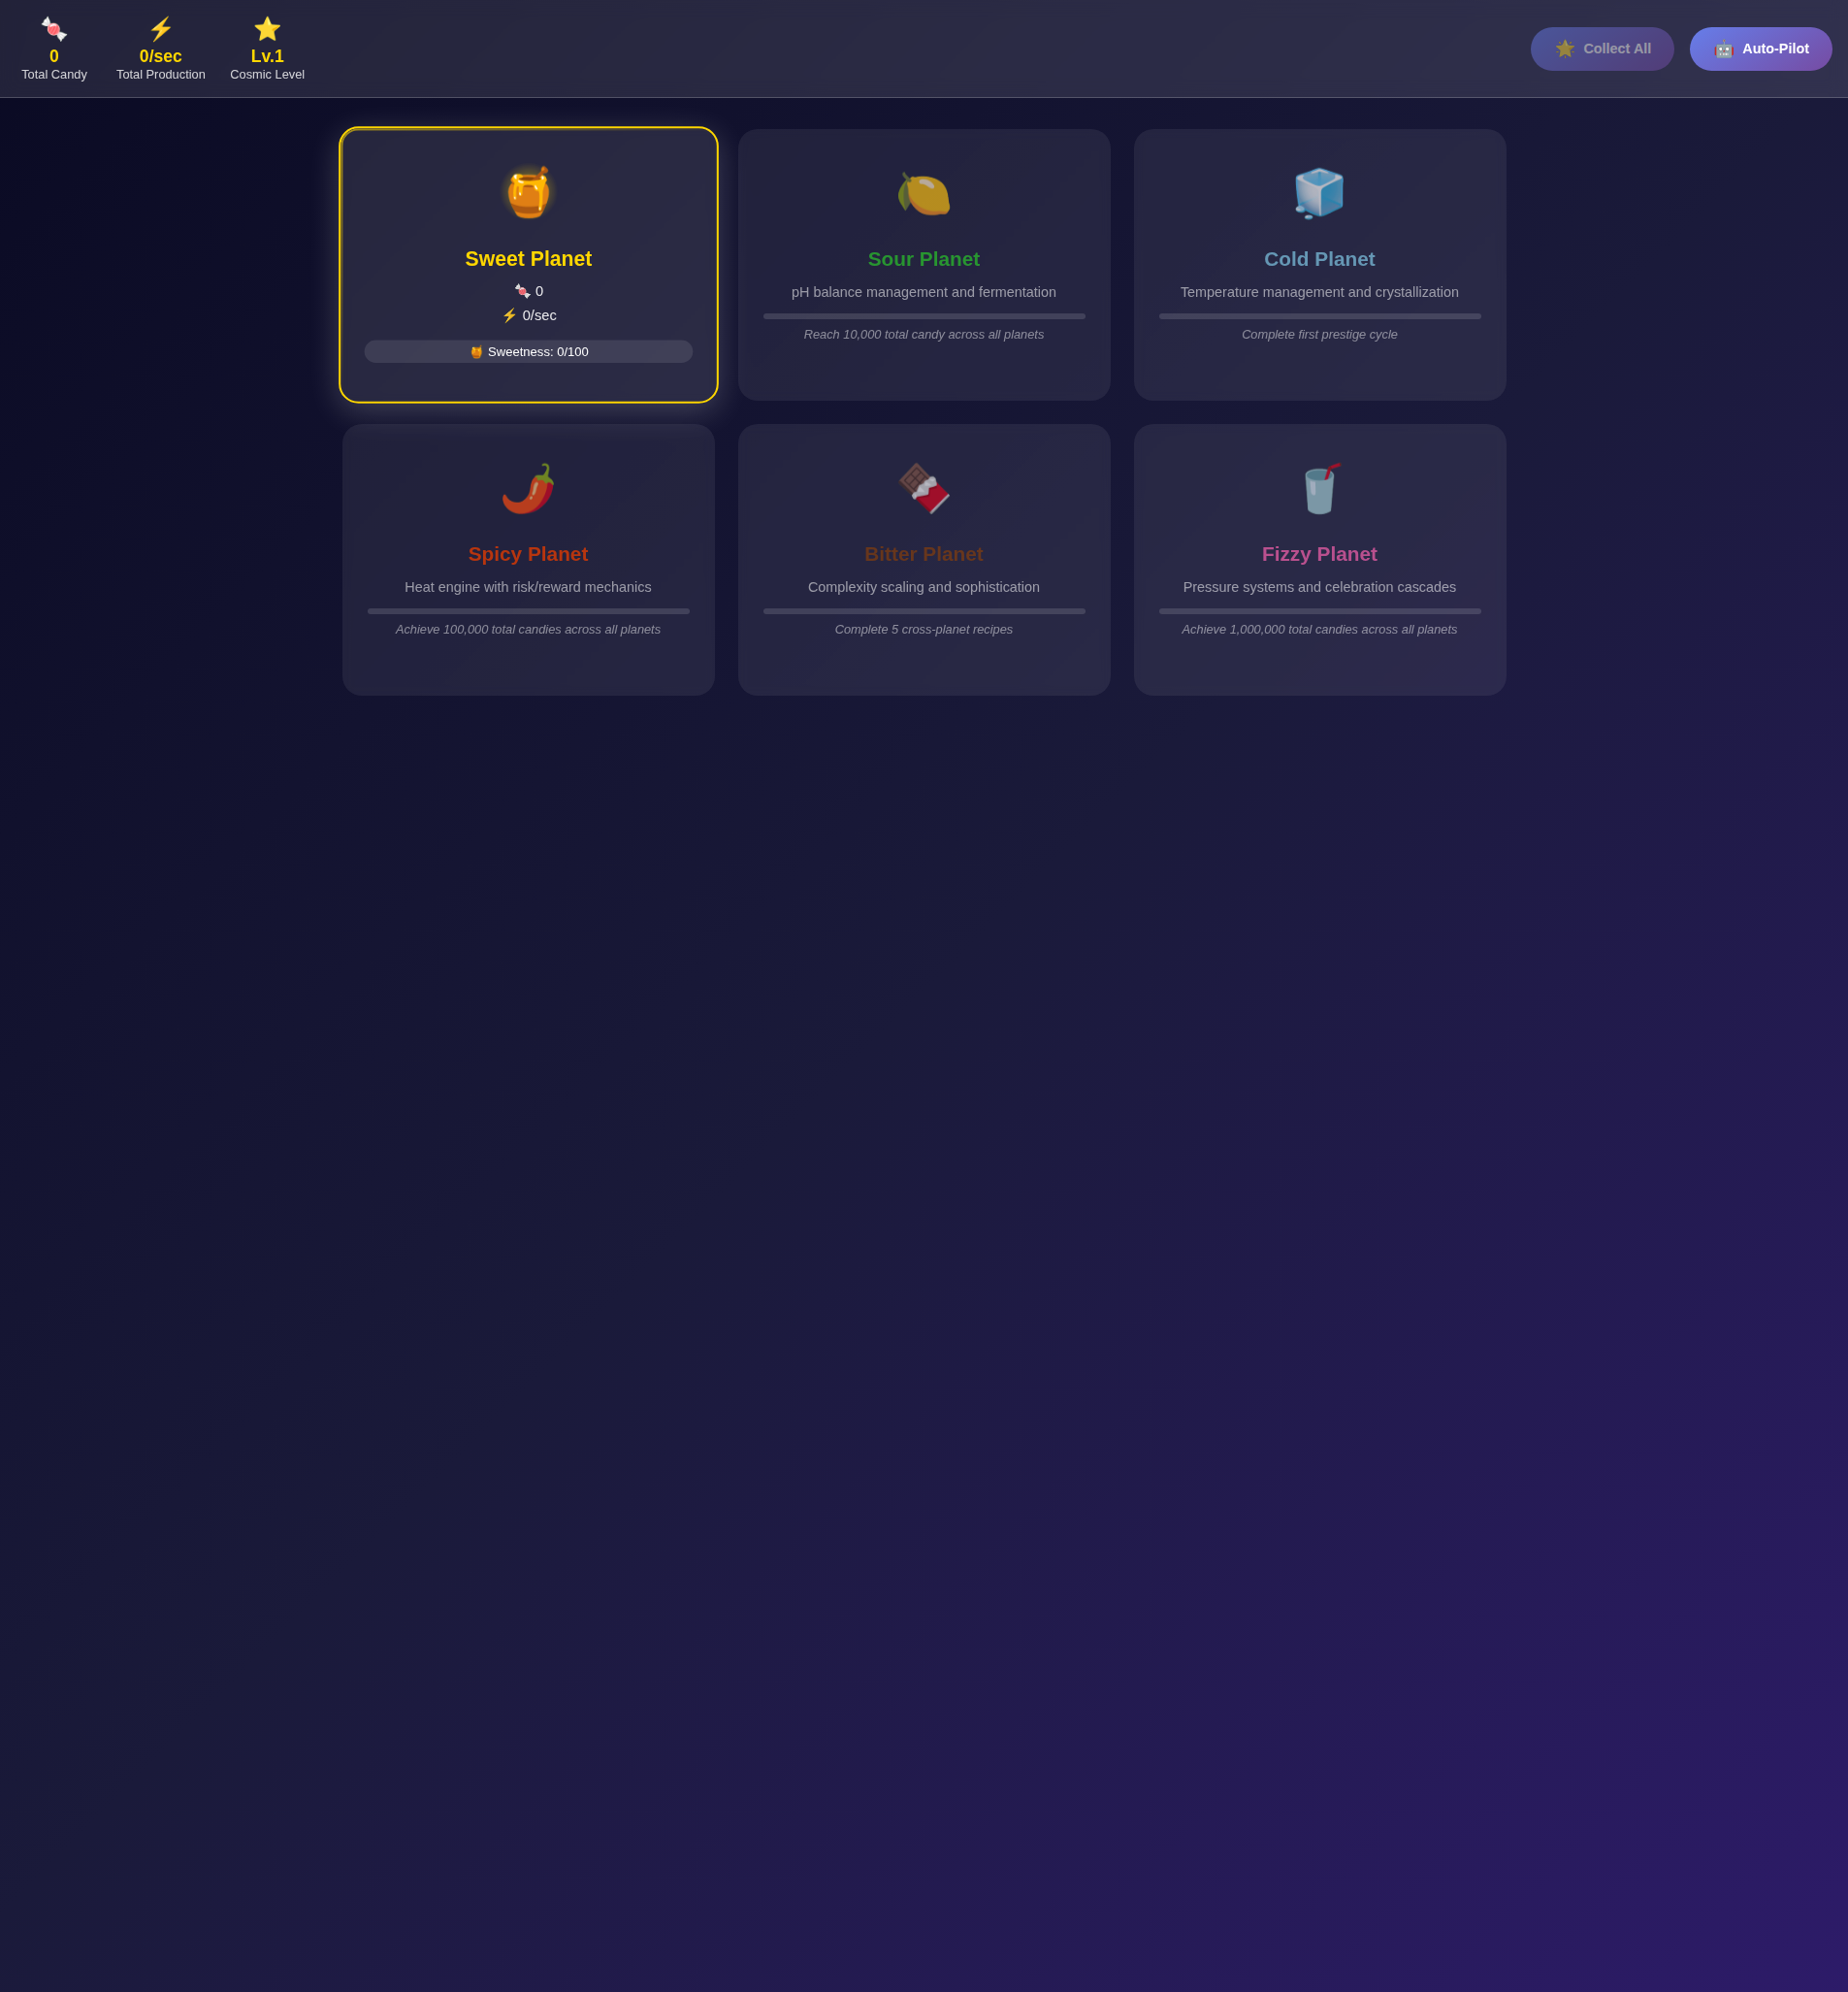 0
Total Candy
0/sec
Total Production
Lv.1
Cosmic Level
Collect All
Auto-Pilot
Sweet Planet
0
0/sec
Sweetness: 0/100
Sour Planet
pH balance management and fermentation
Reach 10,000 total candy across all planets
Cold Planet
Temperature management and crystallization
Complete first prestige cycle
Spicy Planet
Heat engine with risk/reward mechanics
Achieve 100,000 total candies across all planets
Bitter Planet
Complexity scaling and sophistication
Complete 5 cross-planet recipes
Fizzy Planet
Pressure systems and celebration cascades
Achieve 1,000,000 total candies across all planets